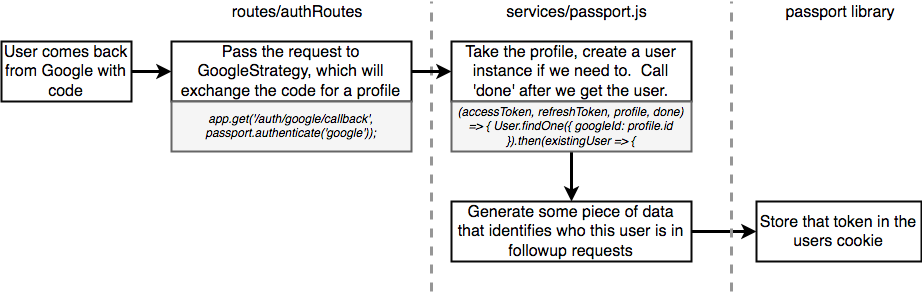 routes/authRoutes
services/passport.js
passport library
User comes back
from Google with
code
Pass the request to
GoogleStrategy, which will
exchange the code for a profile
app.get('/auth/google/callback',
passport.authenticate('google'));
Take the profile, create a user
instance if we need to.  Call
'done' after we get the user.
(accessToken, refreshToken, profile, done)
=> { User.findOne({ googleId: profile.id
}).then(existingUser => {
Generate some piece of data
that identifies who this user is in
followup requests
Store that token in the
users cookie